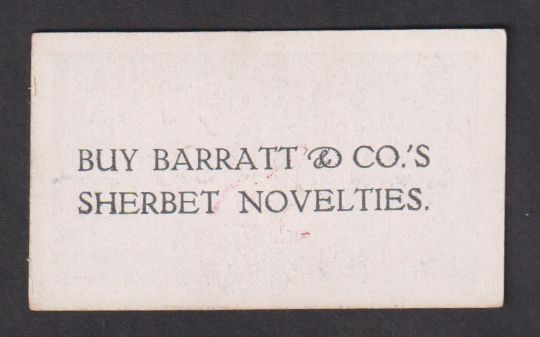 BUY BARRATT & CO.'S
SHERBET NOVELTIES.